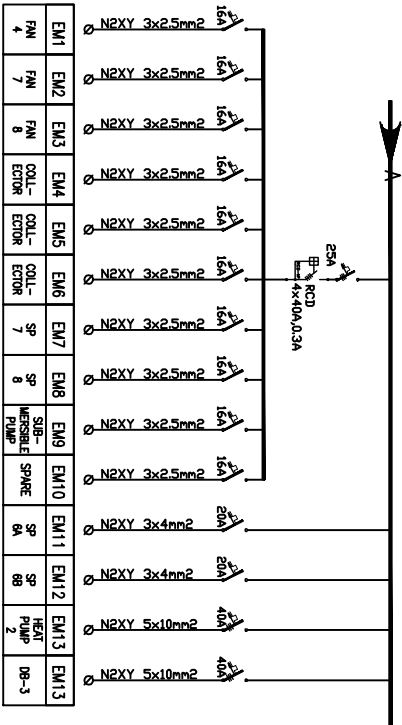 25A
RCD
4x40A,0.3A
16A
N2XY 3x2.5mm2
EM1
FAN
4
16A
N2XY 3x2.5mm2
EM2
FAN
7
16A
N2XY 3x2.5mm2
EM3
FAN
8
16A
N2XY 3x2.5mm2
EM4
COLL-
ECTOR
16A
N2XY 3x2.5mm2
EM5
COLL-
ECTOR
16A
N2XY 3x2.5mm2
EM6
COLL-
ECTOR
16A
N2XY 3x2.5mm2
EM7
SP
7
16A
N2XY 3x2.5mm2
EM8
SP
8
16A
N2XY 3x2.5mm2
EM9
SUB-
MERSIBLE
PUMP
16A
N2XY 3x2.5mm2
EM10
SPARE
20A
N2XY 3x4mm2
EM11
SP
6A
20A
N2XY 3x4mm2
EM12
SP
6B
40A
N2XY 5x10mm2
EM13
HEAT
PUMP
2
40A
N2XY 5x10mm2
EM13
DB-3